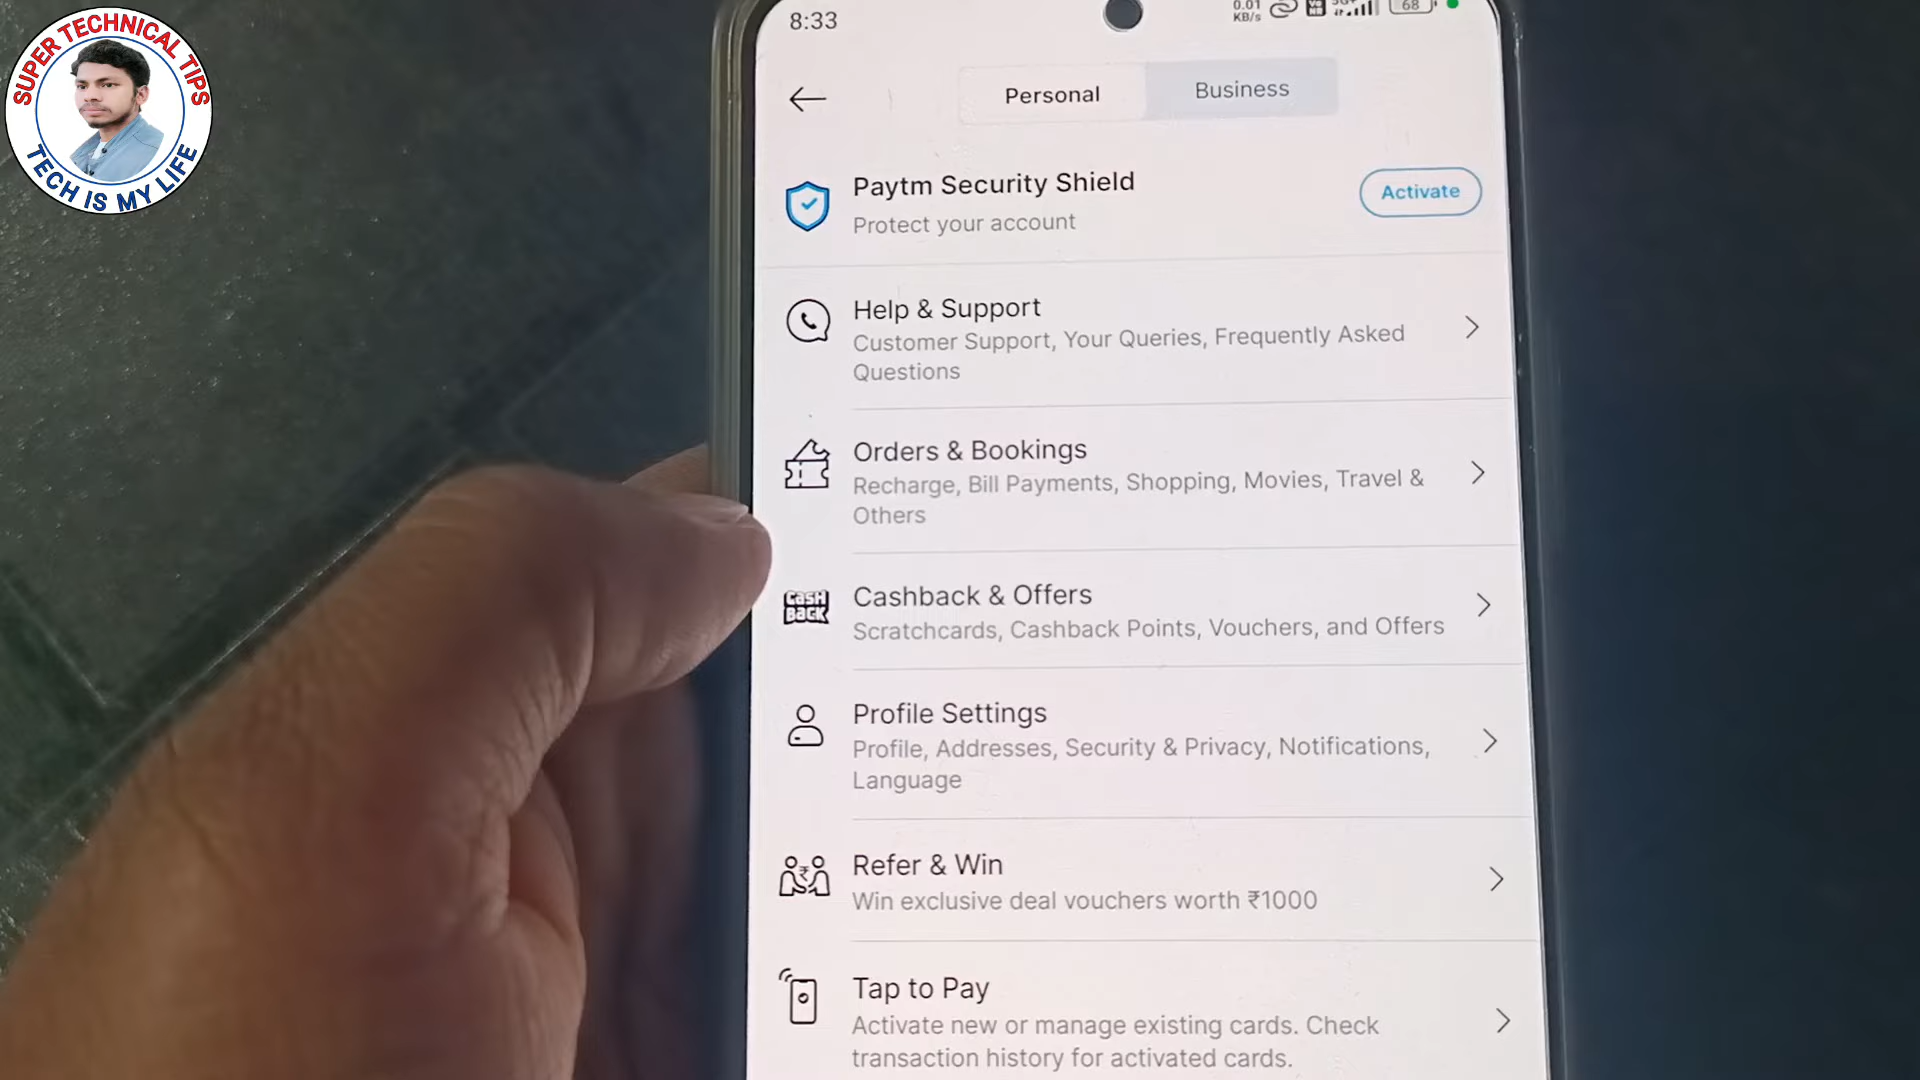 SUPER TECHNICAL TIPS
TECH IS MY LIFE
8:33
0.01
KB/s
68
Personal
Business
Paytm Security Shield
Protect your account
Activate
Help & Support
Customer Support, Your Queries, Frequently Asked
Questions
Orders & Bookings
Recharge, Bill Payments, Shopping, Movies, Travel &
Others
CASH
BACK
Cashback & Offers
Scratchcards, Cashback Points, Vouchers, and Offers
Profile Settings
Profile, Addresses, Security & Privacy, Notifications,
Language
Refer & Win
Win exclusive deal vouchers worth ₹1000
Tap to Pay
Activate new or manage existing cards. Check
transaction history for activated cards.